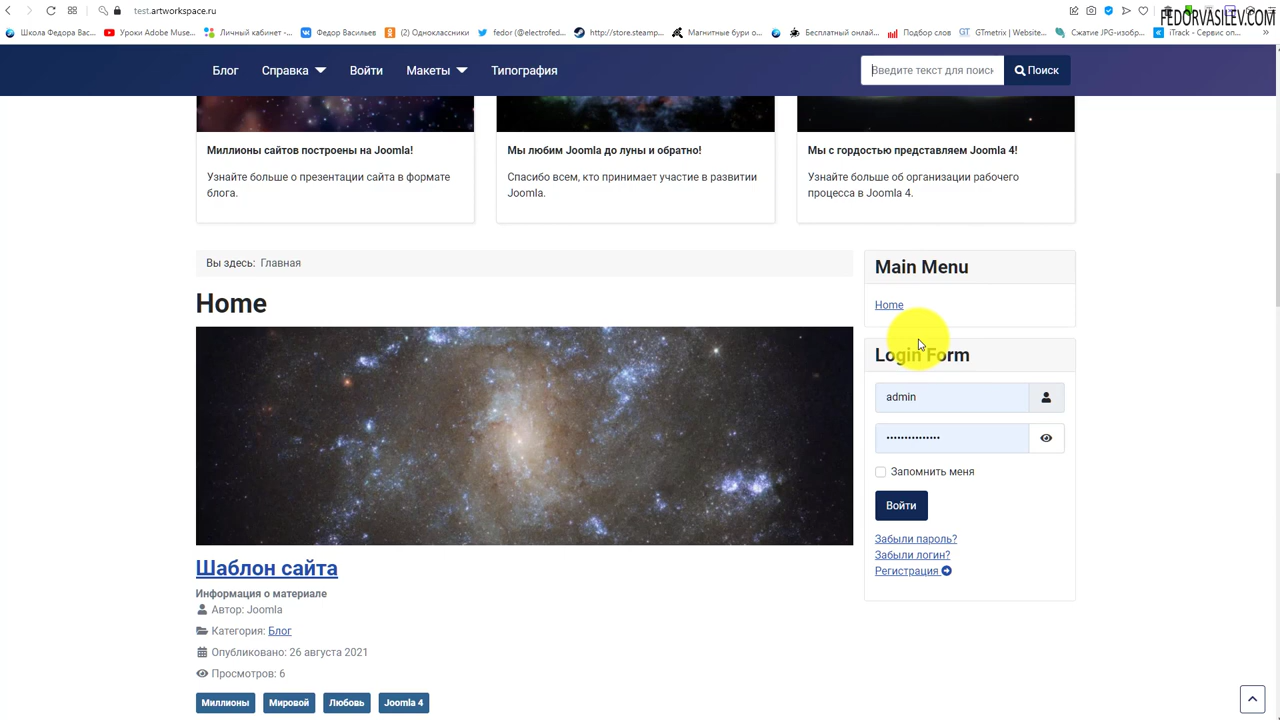 test.artworkspace.ru
FEDORVASILEV.COM
Школа Федора Вас...
Уроки Adobe Muse...
Личный кабинет -...
Федор Васильев
(2) Одноклассники
fedor (@electrofed...
http://store.steamp...
Магнитные бури о...
Бесплатный онлай...
Подбор слов
GTmetrix | Website...
Сжатие JPG-изобр...
iTrack - Сервис оп...
Блог
Справка
Войти
Макеты
Типография
Введите текст для поиск
Поиск
Миллионы сайтов построены на Joomla!
Узнайте больше о презентации сайта в формате
блога.
Мы любим Joomla до луны и обратно!
Спасибо всем, кто принимает участие в развитии
Joomla.
Мы с гордостью представляем Joomla 4!
Узнайте больше об организации рабочего
процесса в Joomla 4.
Вы здесь: Главная
Home
Шаблон сайта
Информация о материале
Автор: Joomla
Категория: Блог
Опубликовано: 26 августа 2021
Просмотров: 6
Миллионы
Мировой
Любовь
Joomla 4
Main Menu
Home
Login Form
admin
•••••••••••••••
Запомнить меня
Войти
Забыли пароль?
Забыли логин?
Регистрация